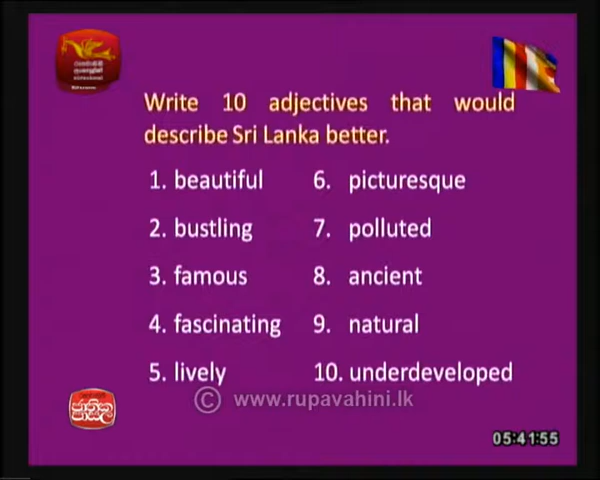 Write 10 adjectives that would
describe Sri Lanka better.
1. beautiful
2. bustling
3. famous
4. fascinating
5. lively
6. picturesque
7. polluted
8. ancient
9. natural
10. underdeveloped
© www.rupavahini.lk
05:41:55